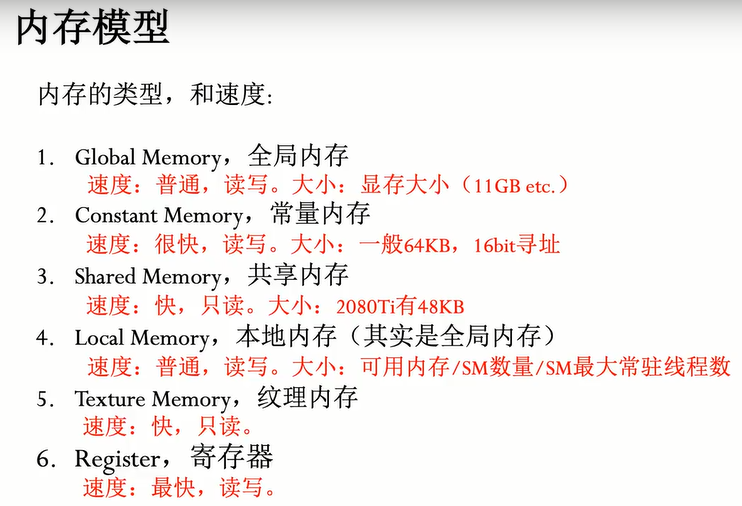 内存模型
内存的类型，和速度:
1. Global Memory，全局内存
速度：普通，读写。大小：显存大小（11GB etc.）
2. Constant Memory，常量内存
速度：很快，读写。大小：一般64KB，16bit寻址
3. Shared Memory，共享内存
速度：快，只读。大小：2080Ti有48KB
4. Local Memory，本地内存（其实是全局内存）
速度：普通，读写。大小：可用内存/SM数量/SM最大常驻线程数
5. Texture Memory，纹理内存
速度：快，只读。
6. Register，寄存器
速度：最快，读写。